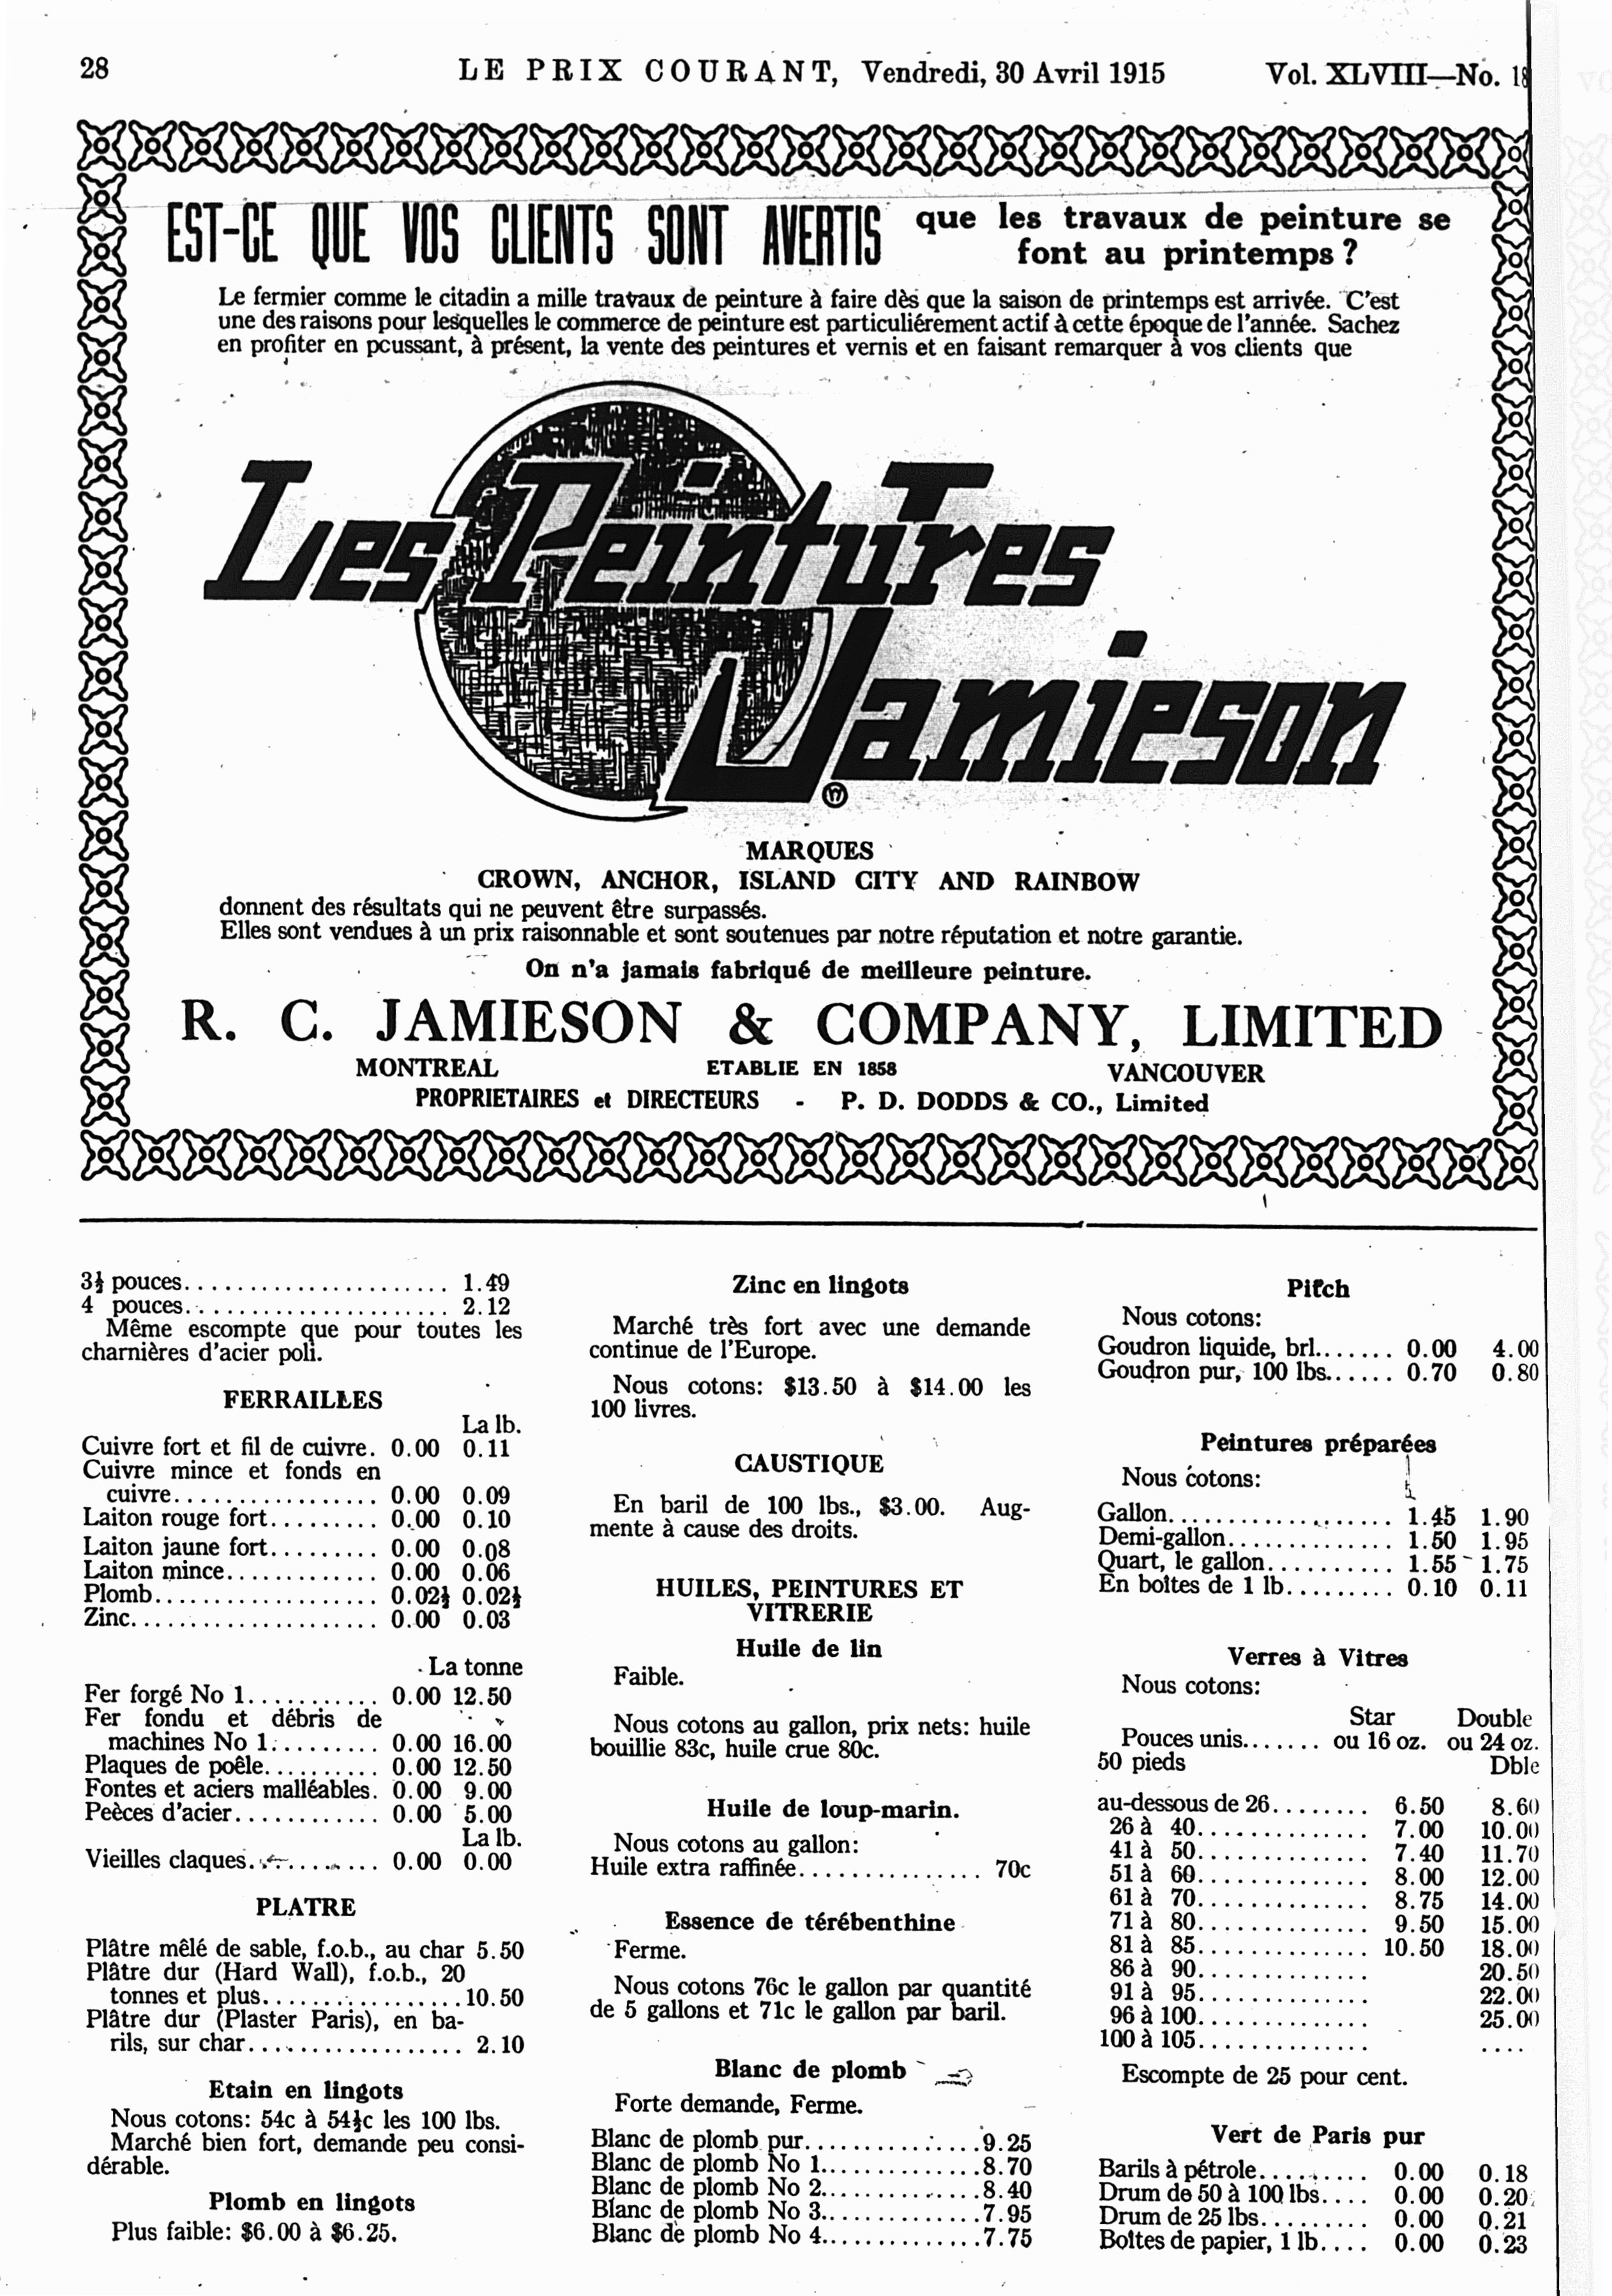 28
LE PRIX COURANT, Vendredi, 30 Avril 1915
Vol. XLVIII—No. 18
EST-CE QUE VOS CLIENTS SONT AVERTIS que les travaux de peinture se
font au printemps ?
Le fermier comme le citadin a mille travaux de peinture à faire dès que la saison de printemps est arrivée. C'est
une des raisons pour lesquelles le commerce de peinture est particuliérement actif à cette époque de l'année. Sachez
en profiter en pcussant, à présent, la vente des peintures et vernis et en faisant remarquer à vos clients que
Les Peintures
Jamieson
MARQUES
CROWN, ANCHOR, ISLAND CITY AND RAINBOW
donnent des résultats qui ne peuvent être surpassés.
Elles sont vendues à un prix raisonnable et sont soutenues par notre réputation et notre garantie.
On n'a jamais fabriqué de meilleure peinture.
R. C. JAMIESON & COMPANY, LIMITED
MONTREAL ETABLIE EN 1858 VANCOUVER
PROPRIETAIRES et DIRECTEURS - P. D. DODDS & CO., Limited
3½ pouces...................... 1.49
4 pouces....................... 2.12
Même escompte que pour toutes les
charnières d'acier poli.
FERRAILLES
La lb.
Cuivre fort et fil de cuivre. 0.00 0.11
Cuivre mince et fonds en
cuivre................. 0.00 0.09
Laiton rouge fort......... 0.00 0.10
Laiton jaune fort......... 0.00 0.08
Laiton mince............. 0.00 0.06
Plomb.................... 0.02½ 0.02½
Zinc...................... 0.00 0.03
La tonne
Fer forgé No 1........... 0.00 12.50
Fer fondu et débris de
machines No 1.......... 0.00 16.00
Plaques de poêle.......... 0.00 12.50
Fontes et aciers malléables. 0.00 9.00
Peèces d'acier............ 0.00 5.00
La lb.
Vieilles claques............ 0.00 0.00
PLATRE
Plâtre mêlé de sable, f.o.b., au char 5.50
Plâtre dur (Hard Wall), f.o.b., 20
tonnes et plus...................10.50
Plâtre dur (Plaster Paris), en ba-
rils, sur char.................... 2.10
Etain en lingots
Nous cotons: 54c à 54½c les 100 lbs.
Marché bien fort, demande peu consi-
dérable.
Plomb en lingots
Plus faible: $6.00 à $6.25.
Zinc en lingots
Marché très fort avec une demande
continue de l'Europe.
Nous cotons: $13.50 à $14.00 les
100 livres.
CAUSTIQUE
En baril de 100 lbs., $3.00. Aug-
mente à cause des droits.
HUILES, PEINTURES ET
VITRERIE
Huile de lin
Faible.
Nous cotons au gallon, prix nets: huile
bouillie 83c, huile crue 80c.
Huile de loup-marin.
Nous cotons au gallon:
Huile extra raffinée............... 70c
Essence de térébenthine
Ferme.
Nous cotons 76c le gallon par quantité
de 5 gallons et 71c le gallon par baril.
Blanc de plomb
Forte demande, Ferme.
Blanc de plomb pur................9.25
Blanc de plomb No 1...............8.70
Blanc de plomb No 2...............8.40
Blanc de plomb No 3...............7.95
Blanc de plomb No 4...............7.75
Pitch
Nous cotons:
Goudron liquide, brl....... 0.00 4.00
Goudron pur, 100 lbs...... 0.70 0.80
Peintures préparées
Nous cotons:
Gallon..................... 1.45 1.90
Demi-gallon............... 1.50 1.95
Quart, le gallon........... 1.55 1.75
En boîtes de 1 lb.......... 0.10 0.11
Verres à Vitres
Nous cotons:
Star Double
Pouces unis....... ou 16 oz. ou 24 oz.
50 pieds Dble
au-dessous de 26........ 6.50 8.60
26 à 40............... 7.00 10.00
41 à 50............... 7.40 11.70
51 à 60............... 8.00 12.00
61 à 70............... 8.75 14.00
71 à 80............... 9.50 15.00
81 à 85............... 10.50 18.00
86 à 90............... 20.50
91 à 95............... 22.00
96 à 100.............. 25.00
100 à 105.............. ....
Escompte de 25 pour cent.
Vert de Paris pur
Barils à pétrole.......... 0.00 0.18
Drum de 50 à 100 lbs.... 0.00 0.20
Drum de 25 lbs.......... 0.00 0.21
Boîtes de papier, 1 lb.... 0.00 0.23